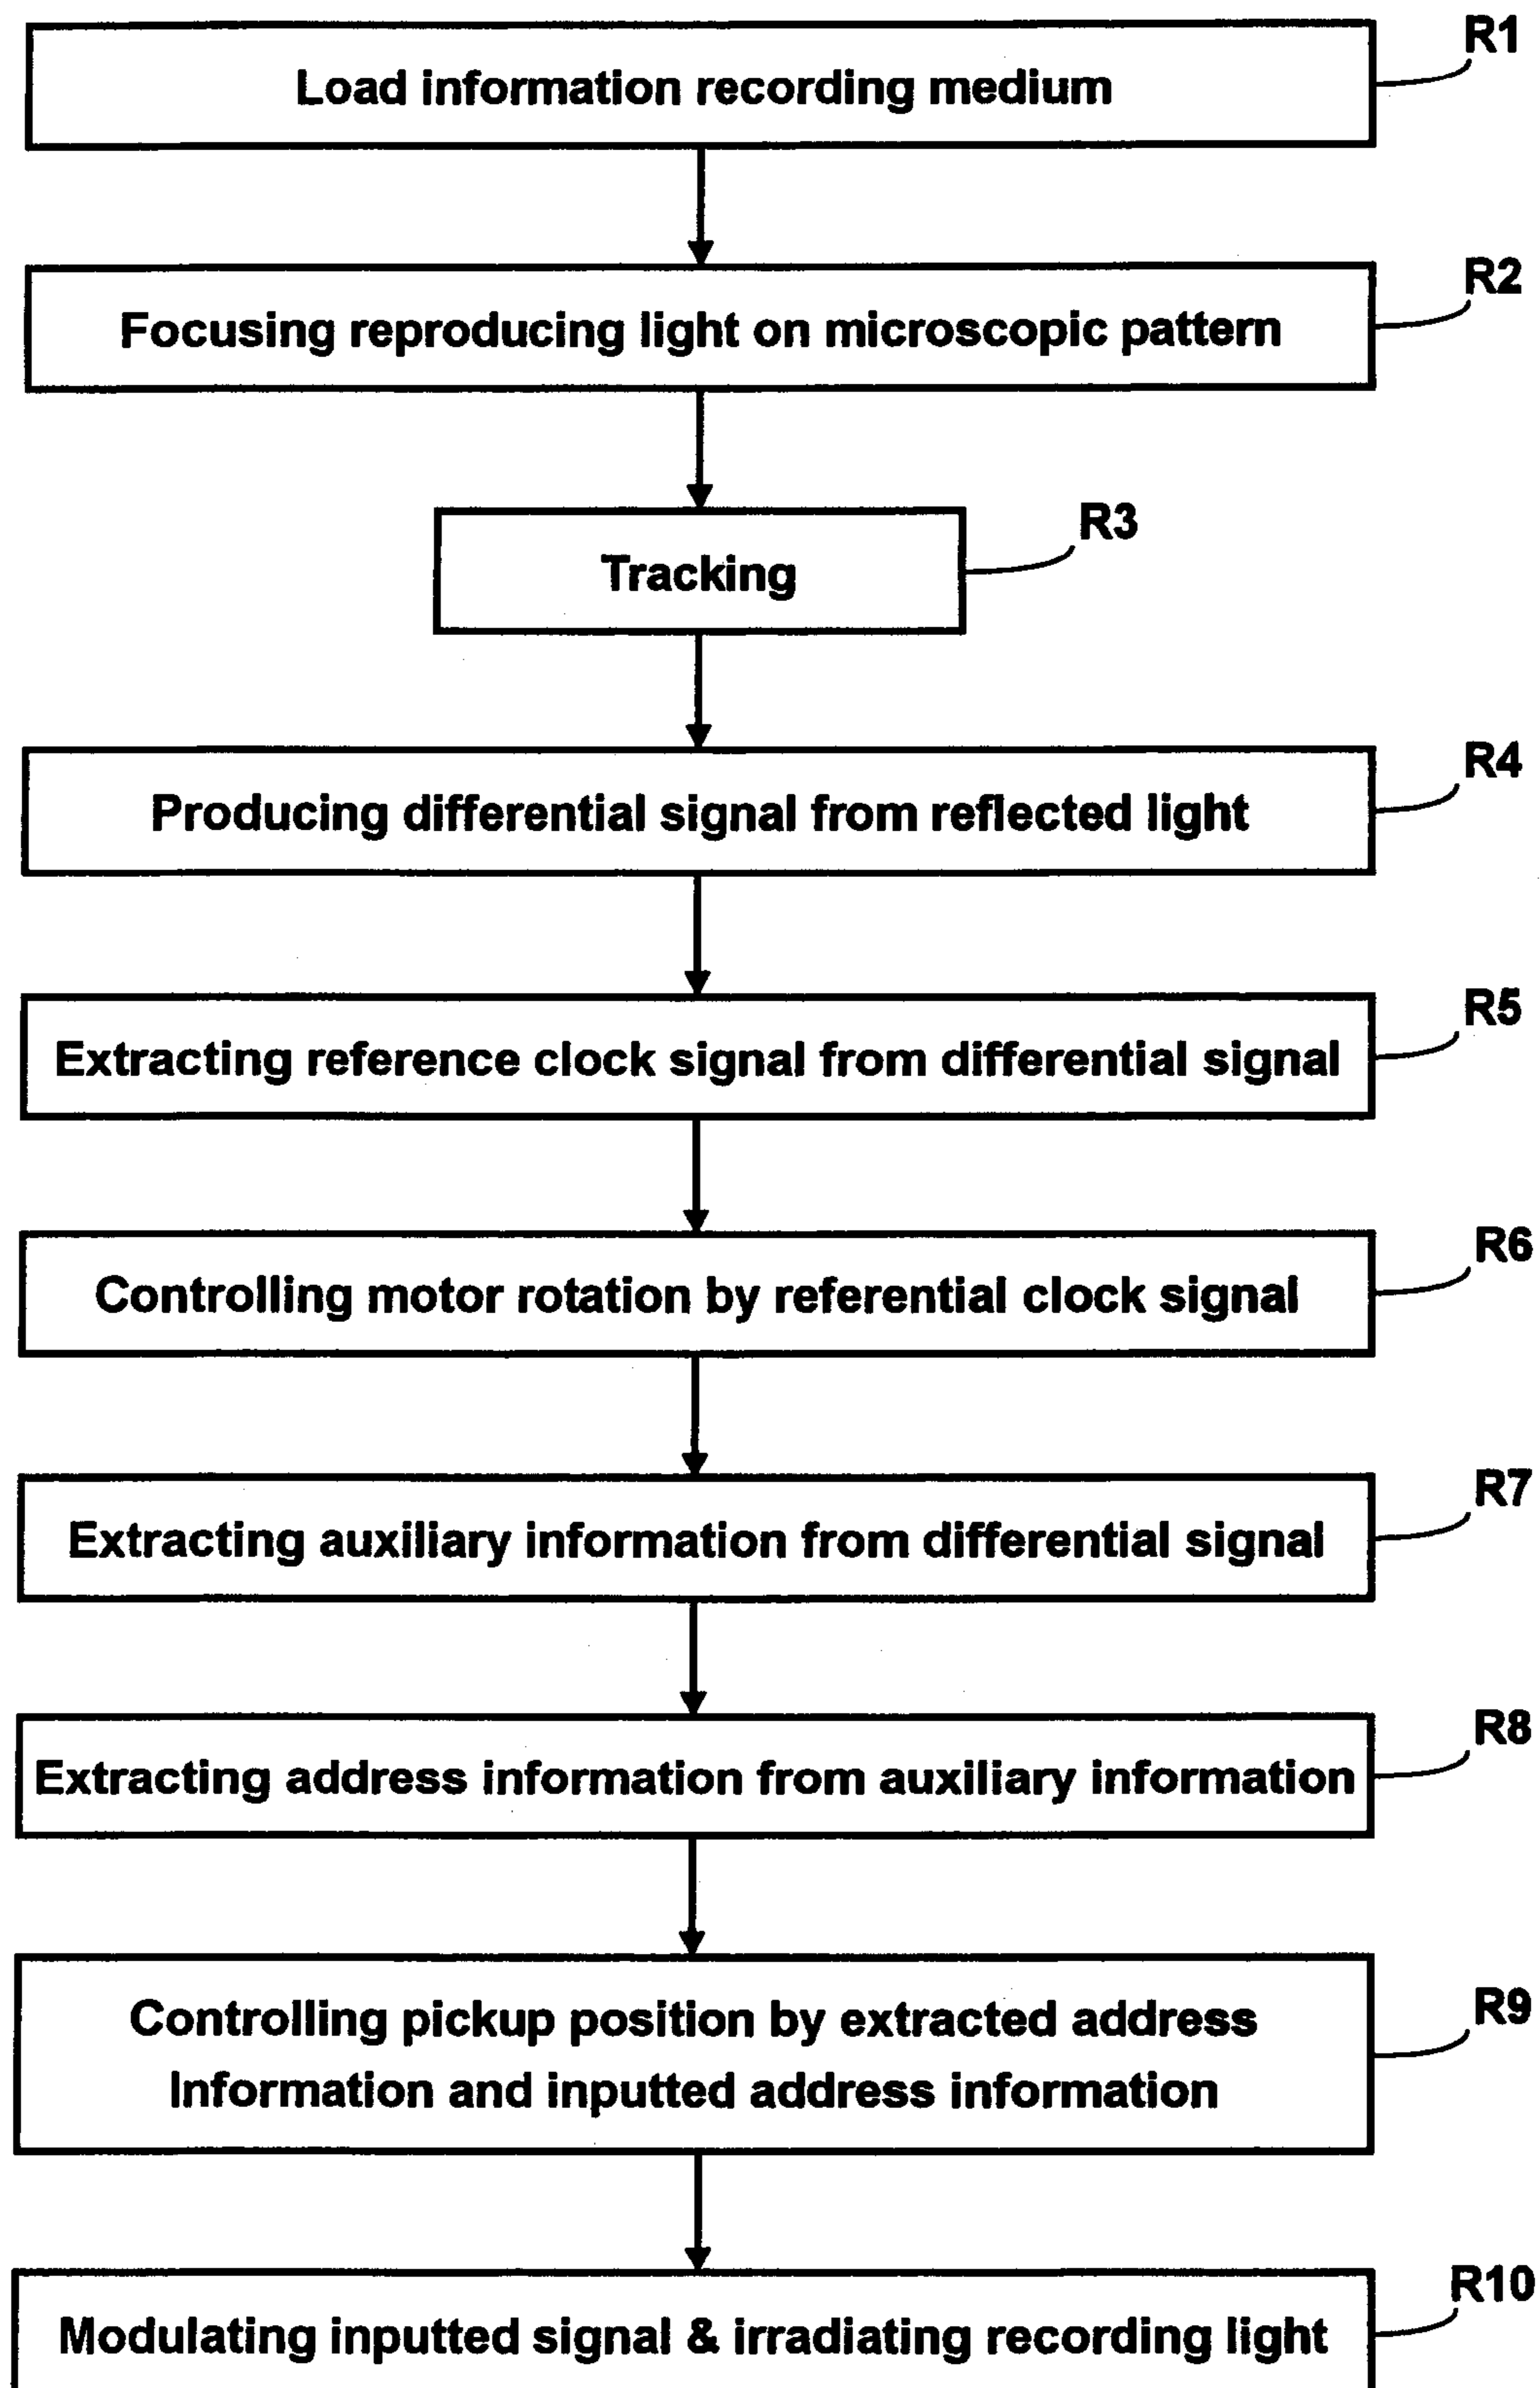 R1
Load information recording medium
R2
Focusing reproducing light on microscopic pattern
R3
Tracking
R4
Producing differential signal from reflected light
R5
Extracting reference clock signal from differential signal
R6
Controlling motor rotation by referential clock signal
R7
Extracting auxiliary information from differential signal
R8
Extracting address information from auxiliary information
R9
Controlling pickup position by extracted address
Information and inputted address information
R10
Modulating inputted signal & irradiating recording light